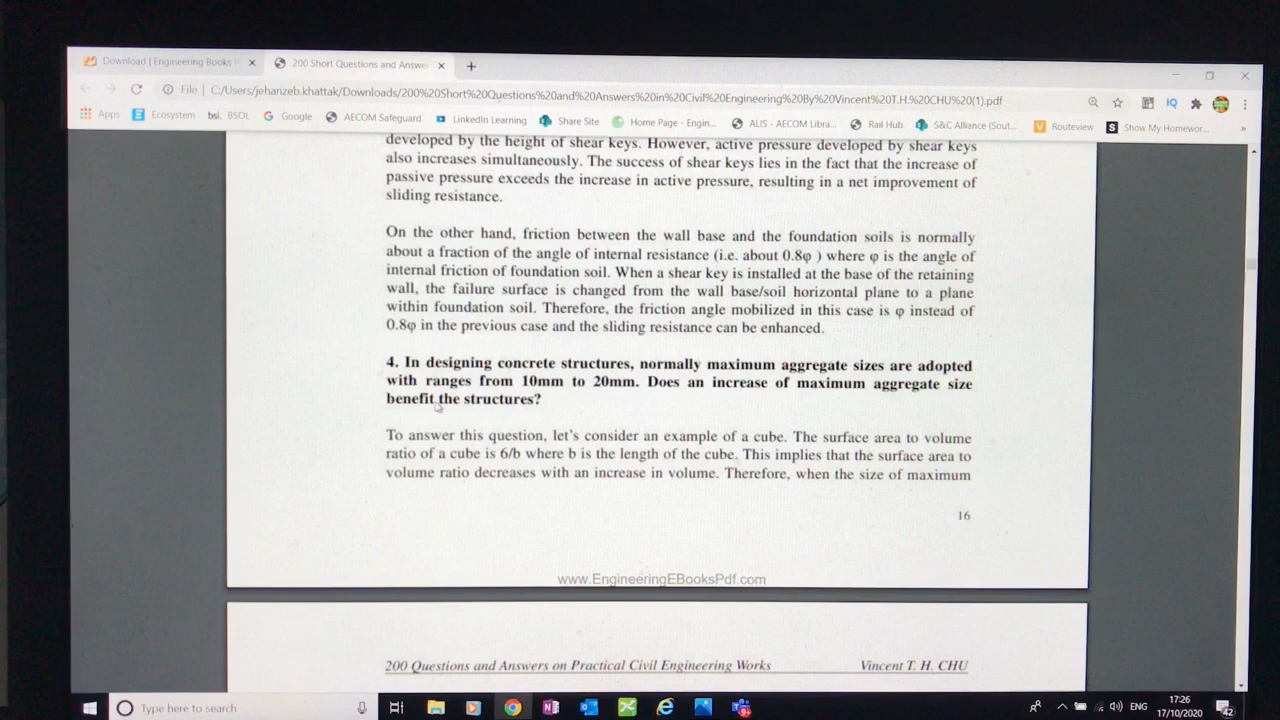 Download | Engineering Books
200 Short Questions and Answe
File | C:/Users/jehanzeb.khattak/Downloads/200%20Short%20Questions%20and%20Answers%20in%20Civil%20Engineering%20By%20Vincent%20T.H.%20CHU%20(1).pdf
Apps Ecosystem bsi. BSOL Google AECOM Safeguard LinkedIn Learning Share Site Home Page - Engin... ALIS - AECOM Libra... Rail Hub S&C Alliance (Sout... Routeview Show My Homewor... »
developed by the height of shear keys. However, active pressure developed by shear keys
also increases simultaneously. The success of shear keys lies in the fact that the increase of
passive pressure exceeds the increase in active pressure, resulting in a net improvement of
sliding resistance.
On the other hand, friction between the wall base and the foundation soils is normally
about a fraction of the angle of internal resistance (i.e. about 0.8φ ) where φ is the angle of
internal friction of foundation soil. When a shear key is installed at the base of the retaining
wall, the failure surface is changed from the wall base/soil horizontal plane to a plane
within foundation soil. Therefore, the friction angle mobilized in this case is φ instead of
0.8φ in the previous case and the sliding resistance can be enhanced.
4. In designing concrete structures, normally maximum aggregate sizes are adopted
with ranges from 10mm to 20mm. Does an increase of maximum aggregate size
benefit the structures?
To answer this question, let's consider an example of a cube. The surface area to volume
ratio of a cube is 6/b where b is the length of the cube. This implies that the surface area to
volume ratio decreases with an increase in volume. Therefore, when the size of maximum
16
www.EngineeringEBooksPdf.com
200 Questions and Answers on Practical Civil Engineering Works Vincent T. H. CHU
Type here to search
ENG
17:26
17/10/2020
42